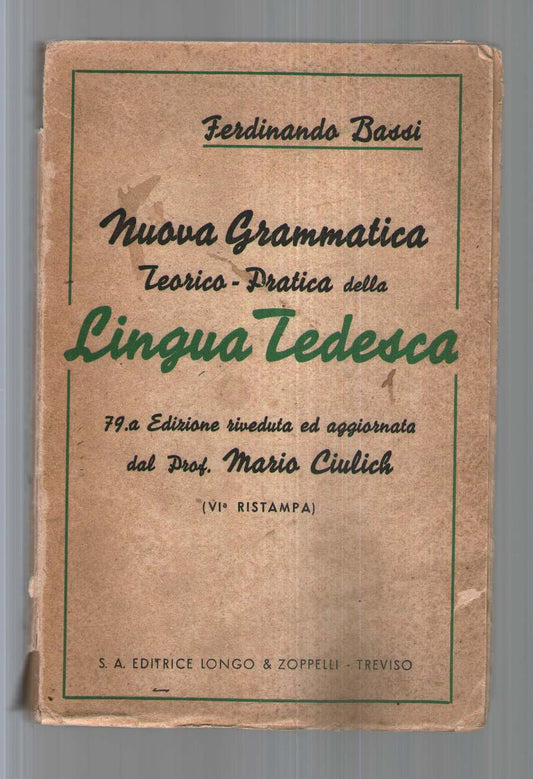 Ferdinando Bassi
Nuova Grammatica
Teorico-Pratica della
Lingua Tedesca
79.a Edizione riveduta ed aggiornata
dal Prof. Mario Ciulich
(VIª RISTAMPA)
S. A. EDITRICE LONGO & ZOPPELLI - TREVISO